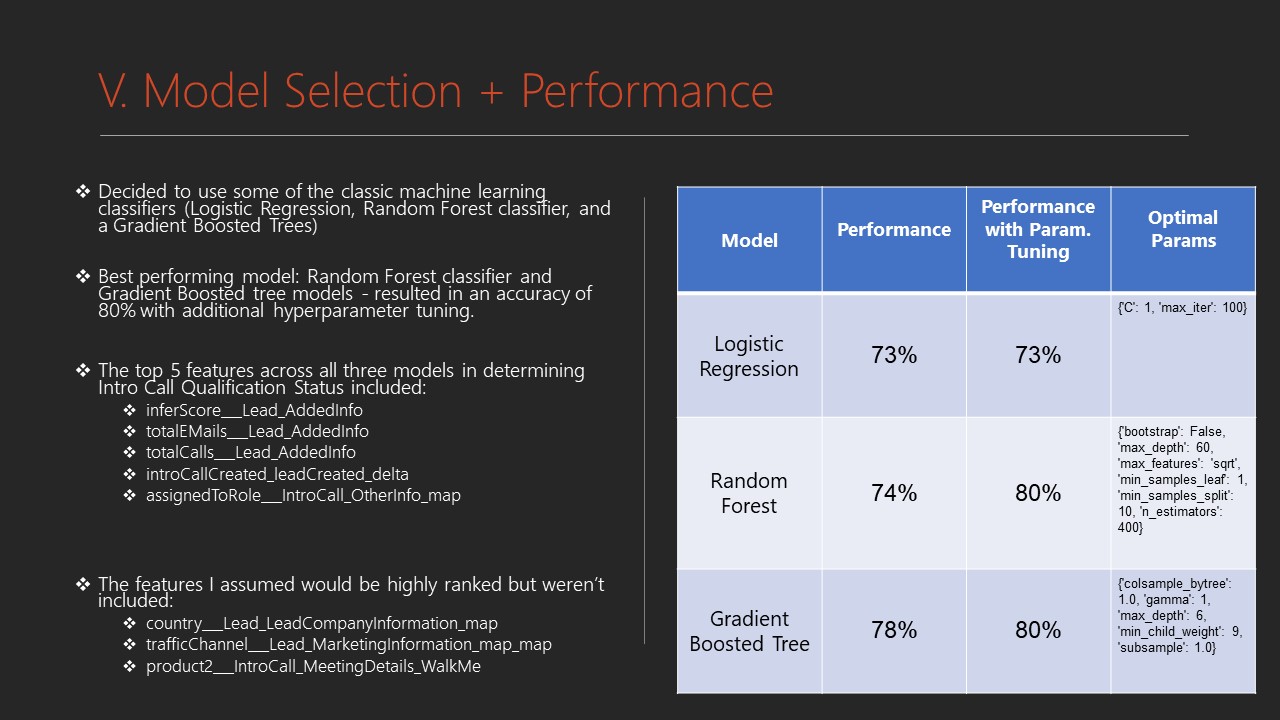 V. Model Selection + Performance
❖ Decided to use some of the classic machine learning
classifiers (Logistic Regression, Random Forest classifier, and
a Gradient Boosted Trees)
❖ Best performing model: Random Forest classifier and
Gradient Boosted tree models - resulted in an accuracy of
80% with additional hyperparameter tuning.
❖ The top 5 features across all three models in determining
Intro Call Qualification Status included:
❖ inferScore___Lead_AddedInfo
❖ totalEMails___Lead_AddedInfo
❖ totalCalls___Lead_AddedInfo
❖ introCallCreated_leadCreated_delta
❖ assignedToRole___IntroCall_OtherInfo_map
❖ The features I assumed would be highly ranked but weren’t
included:
❖ country___Lead_LeadCompanyInformation_map
❖ trafficChannel___Lead_MarketingInformation_map_map
❖ product2___IntroCall_MeetingDetails_WalkMe
Model
Performance
Performance
with Param.
Tuning
Optimal
Params
Logistic
Regression
73%
73%
{'C': 1, 'max_iter': 100}
Random
Forest
74%
80%
{'bootstrap': False,
'max_depth': 60,
'max_features': 'sqrt',
'min_samples_leaf': 1,
'min_samples_split':
10, 'n_estimators':
400}
Gradient
Boosted Tree
78%
80%
{'colsample_bytree':
1.0, 'gamma': 1,
'max_depth': 6,
'min_child_weight': 9,
'subsample': 1.0}